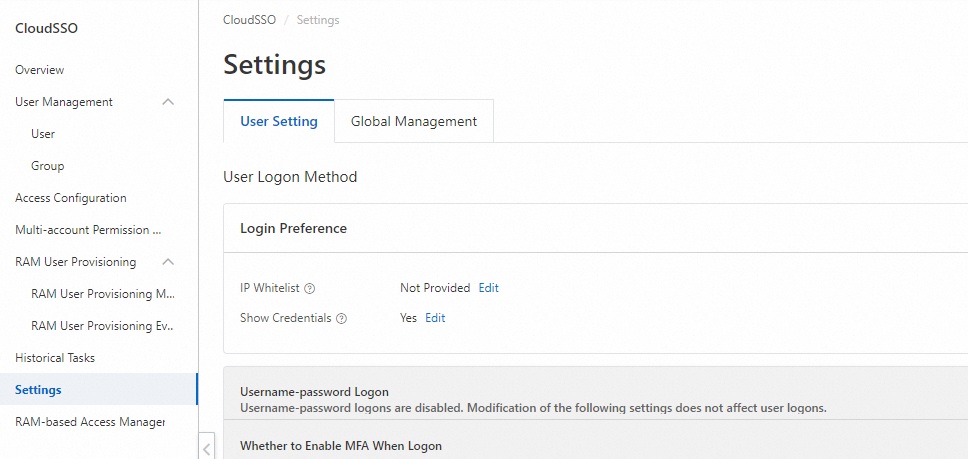 CloudSSO
Overview
User Management
User
Group
Access Configuration
Multi-account Permission ...
RAM User Provisioning
RAM User Provisioning M...
RAM User Provisioning Ev..
Historical Tasks
Settings
RAM-based Access Manager
CloudSSO / Settings
Settings
User Setting Global Management
User Logon Method
Login Preference
IP Whitelist ? Not Provided Edit
Show Credentials ? Yes Edit
Username-password Logon
Username-password logons are disabled. Modification of the following settings does not affect user logons.
Whether to Enable MFA When Logon